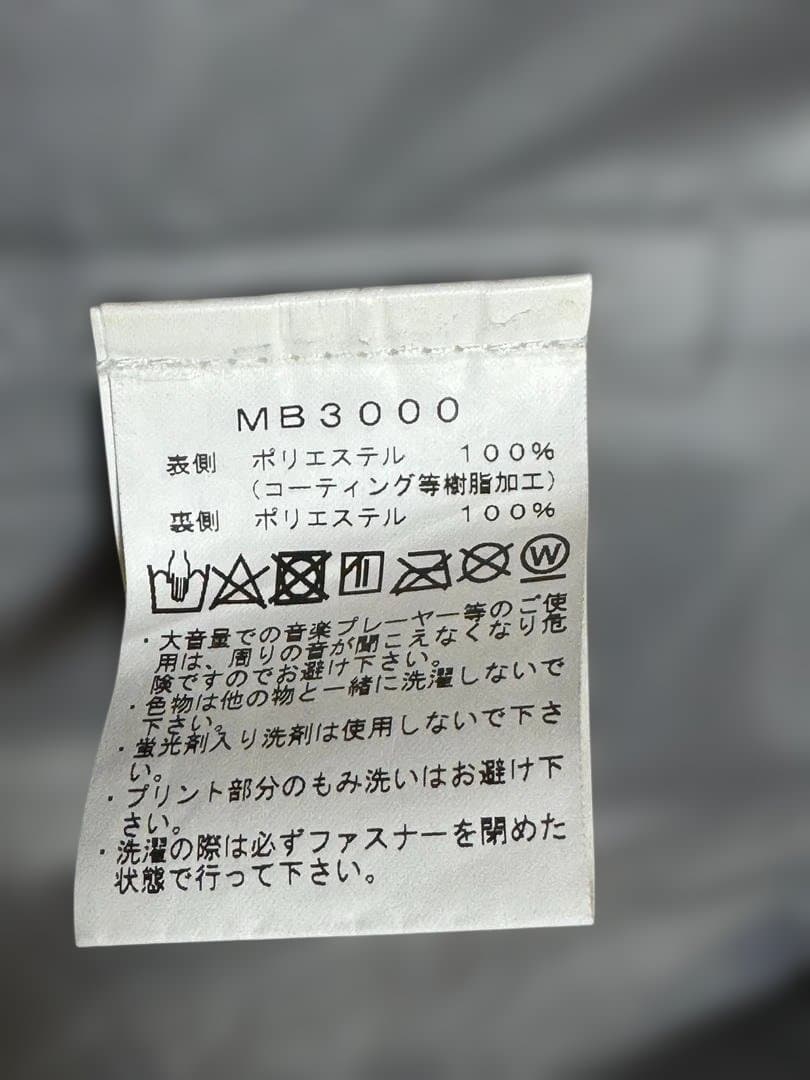 MB3000
表側 ポリエステル 100%
(コーティング等樹脂加工)
裏側 ポリエステル 100%
W
・大音量での音楽プレーヤー等のご使
用は、周りの音が聞こえなくなり危
険ですのでお避け下さい。
・色物は他の物と一緒に洗濯しないで
下さい。
・蛍光剤入り洗剤は使用しないで下さ
い。
・プリント部分のもみ洗いはお避け下
さい。
・洗濯の際は必ずファスナーを閉めた
状態で行って下さい。